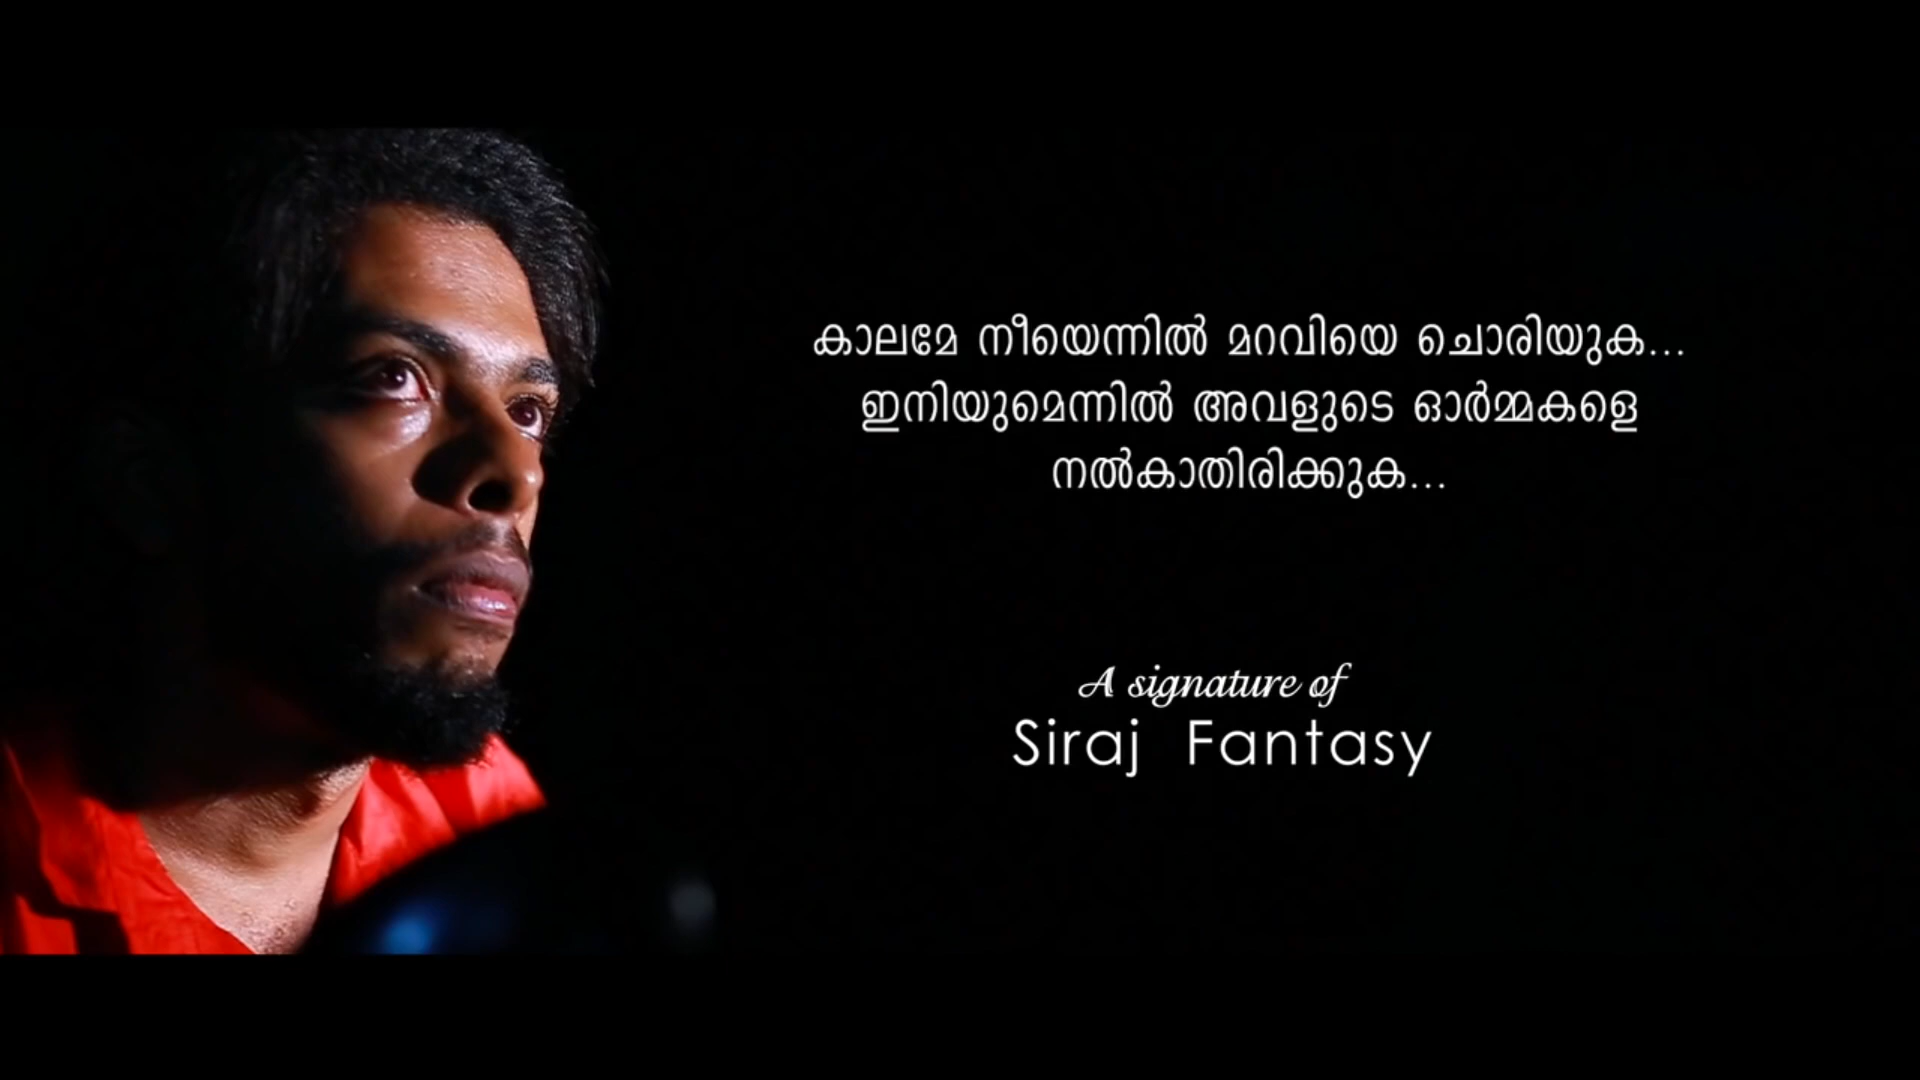 കാലമേ നീയെന്നിൽ മറവിയെ ചൊരിയുക...
ഇനിയുമെന്നിൽ അവളുടെ ഓർമ്മകളെ
നൽകാതിരിക്കുക...
A signature of
Siraj Fantasy